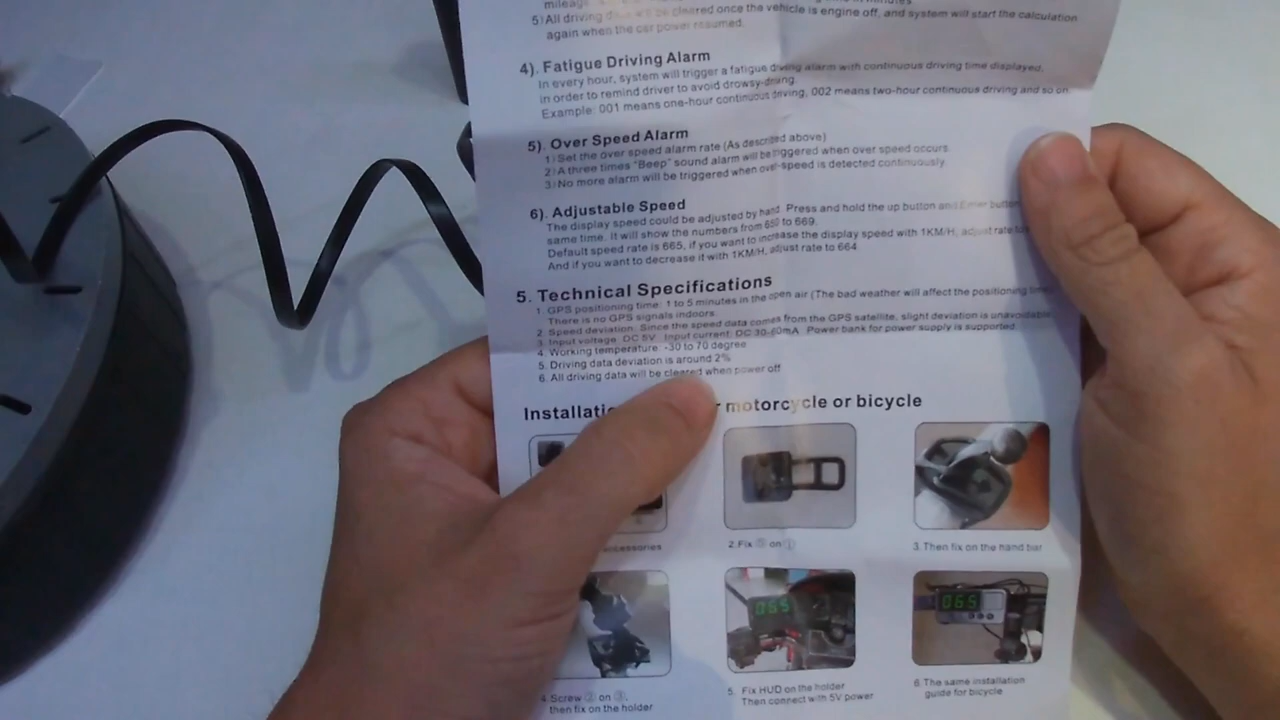 mileag
5) All driving be cleared once the vehicle is engine off, and system will start the calculation
again when the car power resumed.
4). Fatigue Driving Alarm
In every hour, system will trigger a fatigue driving alarm with continuous driving time displayed,
in order to remind driver to avoid drowsy-driving.
Example: 001 means one-hour continuous driving, 002 means two-hour continuous driving and so on.
5). Over Speed Alarm
1) Set the over speed alarm rate (As described above)
2) A three times "Beep" sound alarm will be triggered when over speed occurs.
3) No more alarm will be triggered when over-speed is detected continuously.
6). Adjustable Speed
The display speed could be adjusted by hand. Press and hold the up button and Enter button
same time. It will show the numbers from 650 to 669.
Default speed rate is 665, if you want to increase the display speed with 1KM/H, adjust rate to
And if you want to decrease it with 1KM/H, adjust rate to 664
5. Technical Specifications
1. GPS positioning time: 1 to 5 minutes in the open air (The bad weather will affect the positioning time
There is no GPS signals indoors.
2. Speed deviation: Since the speed data comes from the GPS satellite, slight deviation is unavoidable
3. Input voltage: DC 5V Input current: DC 30-60mA Power bank for power supply is supported.
4. Working temperature: -30 to 70 degree
5. Driving data deviation is around 2%
6. All driving data will be cleared when power off
Installatio r motorcycle or bicycle
accessories
2.Fix ⑤ on ①
3.Then fix on the hand bar
065
065
4.Screw ② on ③,
then fix on the holder
5. Fix HUD on the holder
Then connect with 5V power
6.The same installation
guide for bicycle